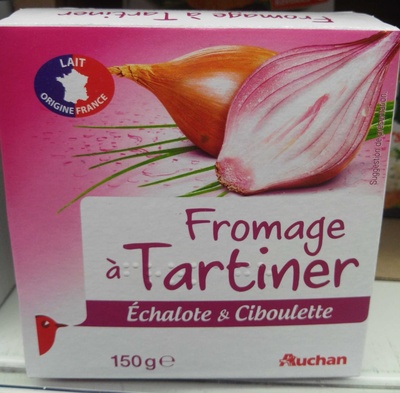 Fromage à Tartiner
LAIT
ORIGINE FRANCE
Fromage
à Tartiner
Échalote & Ciboulette
150g℮
Auchan